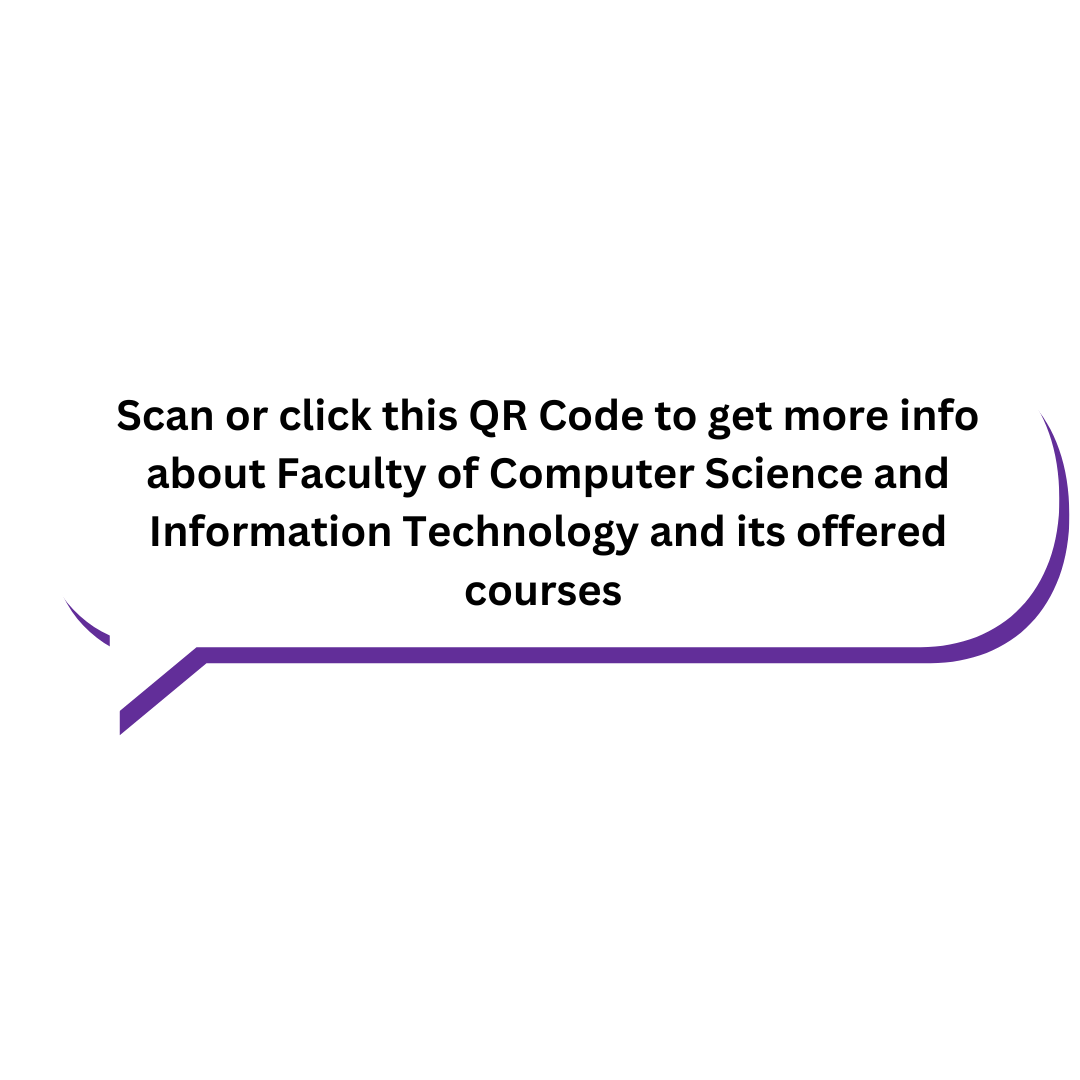 Scan or click this QR Code to get more info
about Faculty of Computer Science and
Information Technology and its offered
courses